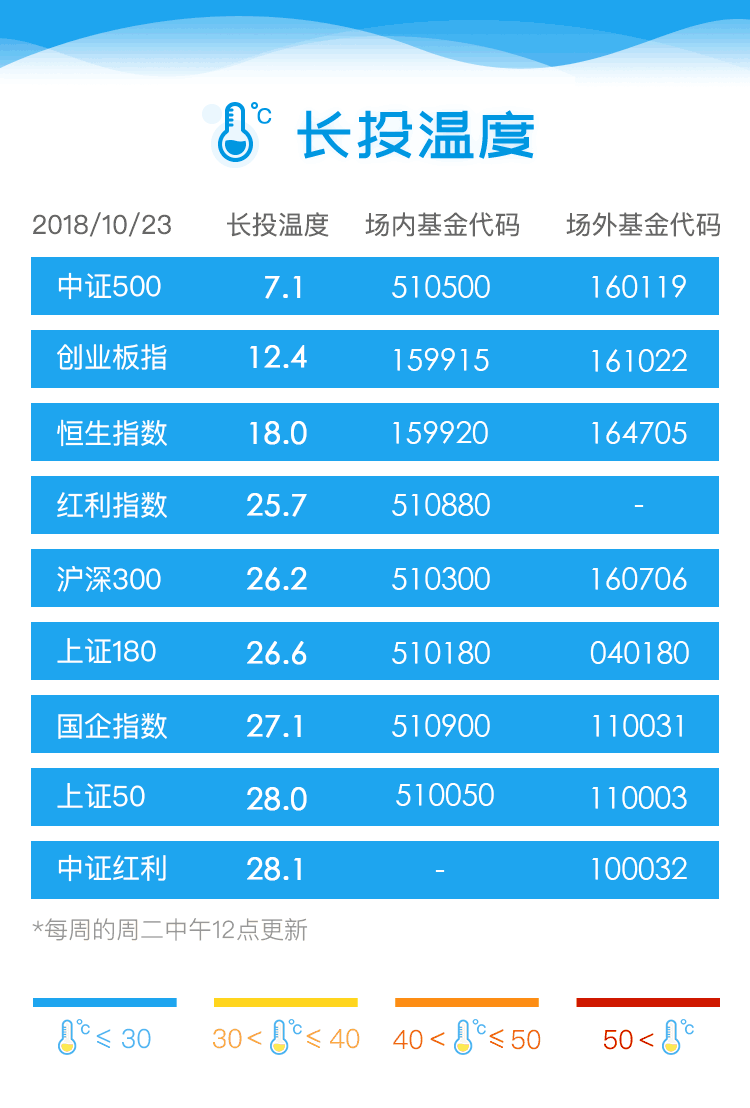 °C 长投温度
2018/10/23 长投温度 场内基金代码 场外基金代码
中证500 7.1 510500 160119
创业板指 12.4 159915 161022
恒生指数 18.0 159920 164705
红利指数 25.7 510880 -
沪深300 26.2 510300 160706
上证180 26.6 510180 040180
国企指数 27.1 510900 110031
上证50 28.0 510050 110003
中证红利 28.1 - 100032
*每周的周二中午12点更新
°C ≤ 30 30 < °C ≤ 40 40 < °C ≤ 50 50 < °C